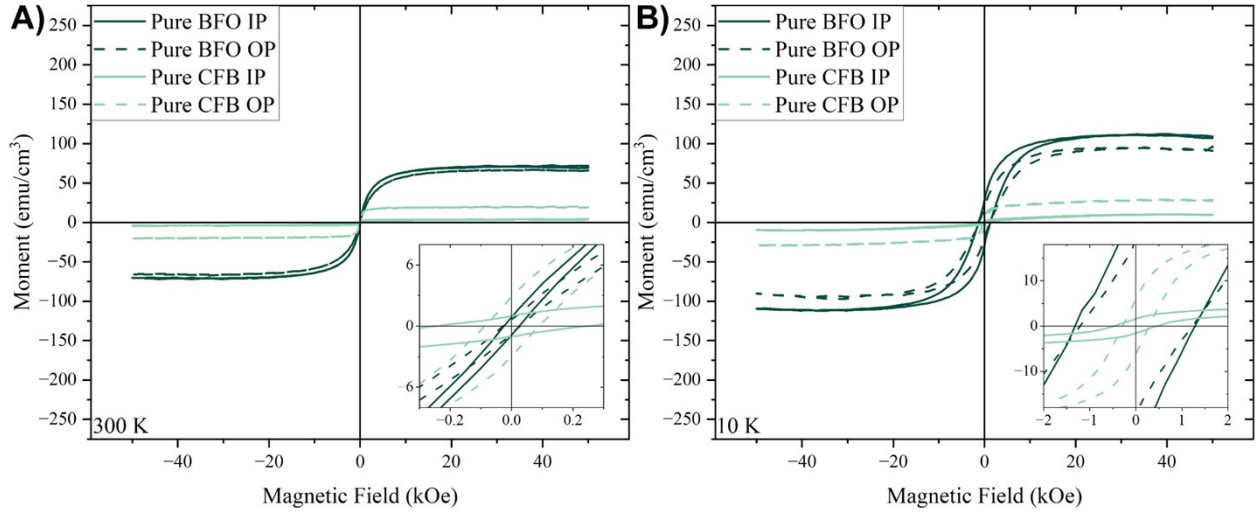 A)
Pure BFO IP
Pure BFO OP
Pure CFB IP
Pure CFB OP
250
200
150
100
50
0
−50
−100
−150
−200
−250
Moment (emu/cm³)
6
0
−6
−0.2
0.0
0.2
300 K
−40
−20
0
20
40
Magnetic Field (kOe)
B)
Pure BFO IP
Pure BFO OP
Pure CFB IP
Pure CFB OP
250
200
150
100
50
0
−50
−100
−150
−200
−250
Moment (emu/cm³)
10
0
−10
−2
−1
0
1
2
10 K
−40
−20
0
20
40
Magnetic Field (kOe)